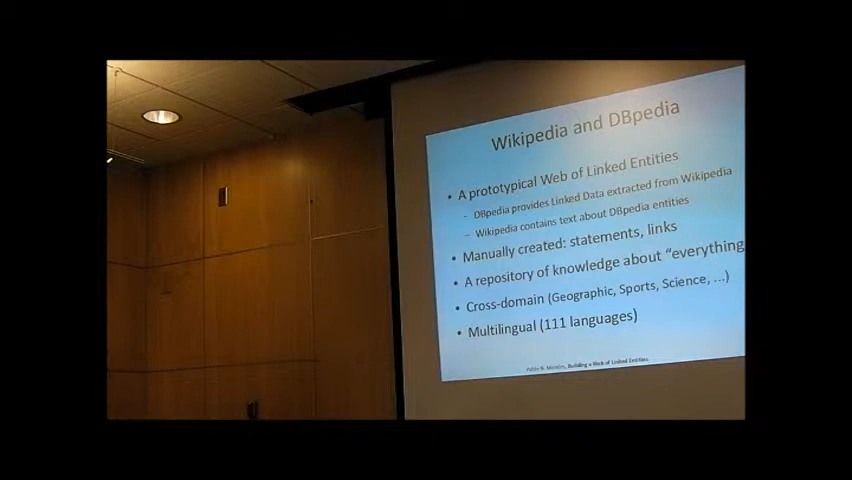 Wikipedia and DBpedia
• A prototypical Web of Linked Entities
– DBpedia provides Linked Data extracted from Wikipedia
– Wikipedia contains text about DBpedia entities
• Manually created: statements, links
• A repository of knowledge about "everything
• Cross-domain (Geographic, Sports, Science, ...)
• Multilingual (111 languages)
Pablo N. Mendes, Building a Web of Linked Entities